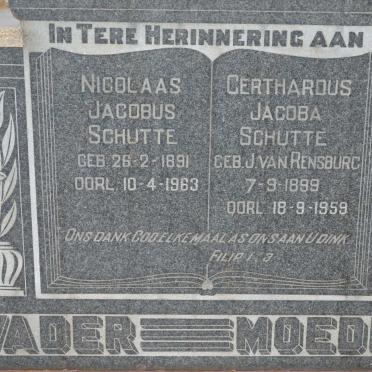 IN TERE HERINNERING AAN
NICOLAAS
JACOBUS
SCHUTTE
GEB. 26-2-1891
OORL. 10-4-1963
GERTHARDUS
JACOBA
SCHUTTE
GEB. J. VAN RENSBURG
7-9-1899
OORL. 18-9-1959
ONS DANK GOD ELKE MAAL AS ONS AAN U DINK.
FILIP. 1:3
VADER MOEDER